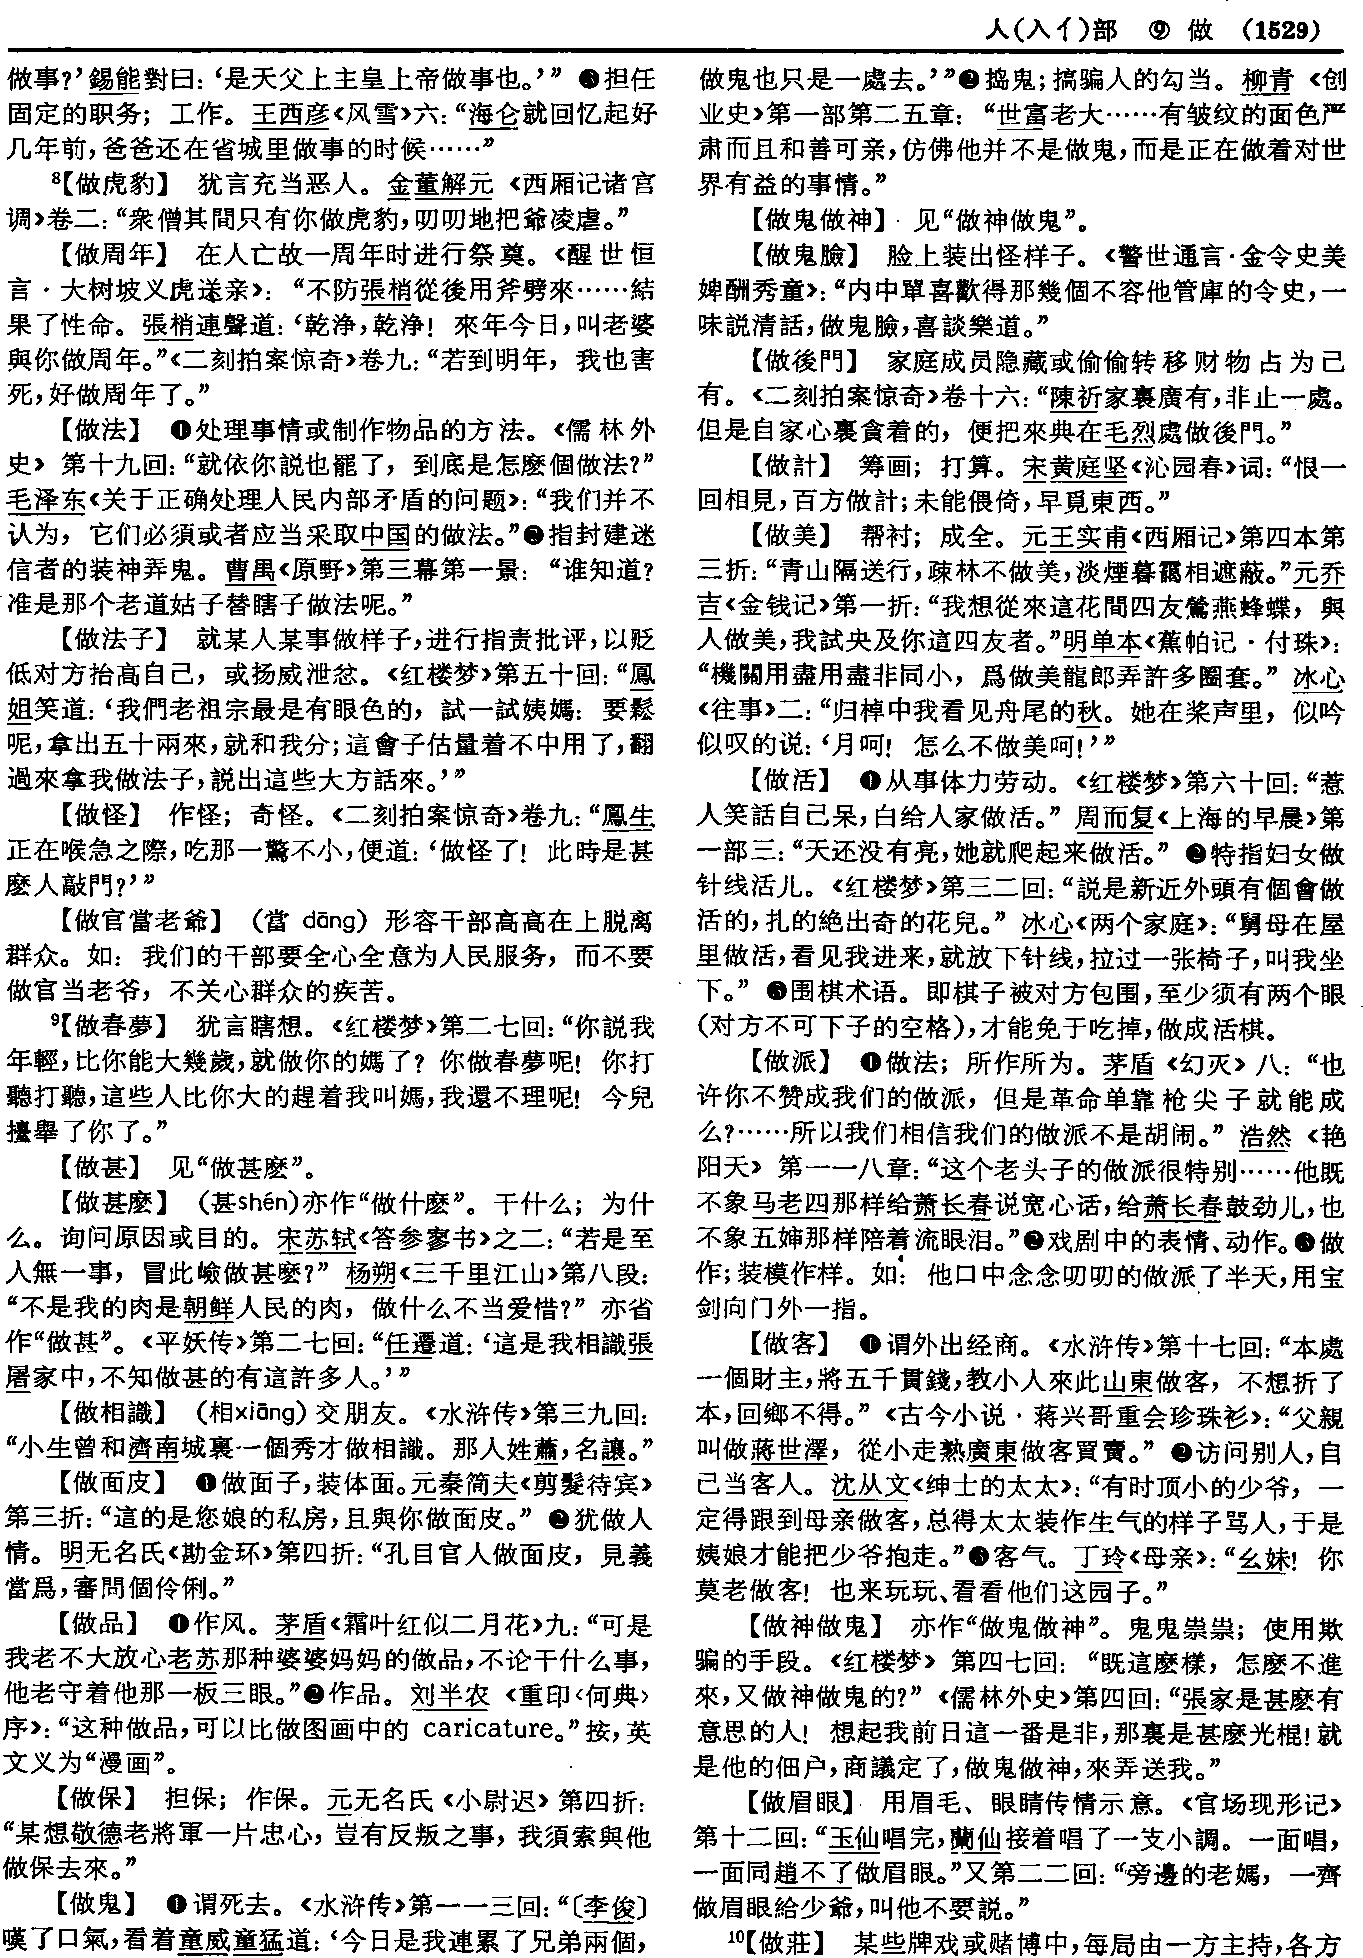 人(入亻)部 ⑨ 做 (1529)
做事?’錫能對曰:‘是天父上主皇上帝做事也。’” ❸担任
固定的职务; 工作。王西彦《风雪》六:“海仑就回忆起好
几年前,爸爸还在省城里做事的时候……”
⁸【做虎豹】 犹言充当恶人。金董解元《西厢记诸宫
调》卷二:“衆僧其間只有你做虎豹,叨叨地把爺凌虐。”
【做周年】 在人亡故一周年时进行祭奠。《醒世恒
言·大树坡义虎送亲》: “不防張梢從後用斧劈來……結
果了性命。張梢連聲道:‘乾净,乾净! 來年今日,叫老婆
與你做周年。”《二刻拍案惊奇》卷九:“若到明年, 我也害
死,好做周年了。”
【做法】 ❶处理事情或制作物品的方法。《儒林外
史》第十九回:“就依你説也罷了, 到底是怎麽個做法?”
毛泽东《关于正确处理人民内部矛盾的问题》:“我们并不
认为, 它们必须或者应当采取中国的做法。”❷指封建迷
信者的装神弄鬼。曹禺《原野》第三幕第一景: “谁知道?
准是那个老道姑子替瞎子做法呢。”
【做法子】 就某人某事做样子,进行指责批评,以贬
低对方抬高自己, 或扬威泄忿。《红楼梦》第五十回:“鳳
姐笑道:‘我們老祖宗最是有眼色的, 試一試姨媽: 要鬆
呢,拿出五十兩來,就和我分;這會子估量着不中用了,翻
過來拿我做法子,説出這些大方話來。’”
【做怪】 作怪; 奇怪。《二刻拍案惊奇》卷九:“鳳生
正在喉急之際,吃那一驚不小,便道:‘做怪了! 此時是甚
麽人敲門?’”
【做官當老爺】 (當 dāng) 形容干部高高在上脱离
群众。如: 我们的干部要全心全意为人民服务, 而不要
做官当老爷, 不关心群众的疾苦。
⁹【做春夢】 犹言瞎想。《红楼梦》第二七回:“你説我
年輕,比你能大幾歲,就做你的媽了? 你做春夢呢! 你打
聽打聽,這些人比你大的趕着我叫媽,我還不理呢! 今兒
擡舉了你了。”
【做甚】 见“做甚麽”。
【做甚麽】 (甚shén)亦作“做什麽”。干什么; 为什
么。询问原因或目的。宋苏轼《答参寥书》之二:“若是至
人無一事, 冒此嶮做甚麽?” 杨朔《三千里江山》第八段:
“不是我的肉是朝鲜人民的肉, 做什么不当爱惜?” 亦省
作“做甚”。《平妖传》第二七回:“任遷道:‘這是我相識張
屠家中,不知做甚的有這許多人。’”
【做相識】 (相xiāng) 交朋友。《水浒传》第三九回:
“小生曾和濟南城裏一個秀才做相識。那人姓蕭,名讓。”
【做面皮】 ❶做面子,装体面。元秦简夫《剪髮待宾》
第三折:“這的是您娘的私房,且與你做面皮。” ❷犹做人
情。明无名氏《勘金环》第四折:“孔目官人做面皮, 見義
當爲,審問個伶俐。”
【做品】 ❶作风。茅盾《霜叶红似二月花》九:“可是
我老不大放心老苏那种婆婆妈妈的做品,不论干什么事,
他老守着他那一板三眼。”❷作品。刘半农《重印〈何典〉
序》:“这种做品,可以比做图画中的 caricature。”按,英
文义为“漫画”。
【做保】 担保; 作保。元无名氏《小尉迟》第四折:
“某想敬德老將軍一片忠心, 豈有反叛之事, 我須索與他
做保去來。”
【做鬼】 ❶谓死去。《水浒传》第一一三回:“〔李俊〕
嘆了口氣,看着童威童猛道:‘今日是我連累了兄弟兩個,
做鬼也只是一處去。’”❷捣鬼;搞骗人的勾当。柳青《创
业史》第一部第二五章: “世富老大……有皱纹的面色严
肃而且和善可亲,仿佛他并不是做鬼,而是正在做着对世
界有益的事情。”
【做鬼做神】 见“做神做鬼”。
【做鬼臉】 脸上装出怪样子。《警世通言·金令史美
婢酬秀童》:“内中單喜歡得那幾個不容他管庫的令史,一
味説清話,做鬼臉,喜談樂道。”
【做後門】 家庭成员隐藏或偷偷转移财物占为己
有。《二刻拍案惊奇》卷十六:“陳祈家裏廣有,非止一處。
但是自家心裏貪着的, 便把來典在毛烈處做後門。”
【做計】 筹画; 打算。宋黄庭坚《沁园春》词:“恨一
回相見,百方做計;未能偎倚,早覓東西。”
【做美】 帮衬; 成全。元王实甫《西厢记》第四本第
三折:“青山隔送行,疎林不做美,淡煙暮靄相遮蔽。”元乔
吉《金钱记》第一折:“我想從來這花間四友鶯燕蜂蝶, 與
人做美,我試央及你這四友者。”明单本《蕉帕记·付珠》:
“機關用盡用盡非同小, 爲做美龍郎弄許多圈套。” 冰心
《往事》二:“归棹中我看见舟尾的秋。她在桨声里, 似吟
似叹的说:‘月呵! 怎么不做美呵!’”
【做活】 ❶从事体力劳动。《红楼梦》第六十回:“惹
人笑話自己呆,白给人家做活。” 周而复《上海的早晨》第
一部三:“天还没有亮,她就爬起来做活。” ❷特指妇女做
针线活儿。《红楼梦》第三二回:“説是新近外頭有個會做
活的,扎的絶出奇的花兒。” 冰心《两个家庭》:“舅母在屋
里做活,看见我进来,就放下针线,拉过一张椅子,叫我坐
下。” ❸围棋术语。即棋子被对方包围,至少须有两个眼
(对方不可下子的空格),才能免于吃掉,做成活棋。
【做派】 ❶做法; 所作所为。茅盾《幻灭》八: “也
许你不赞成我们的做派, 但是革命单靠枪尖子就能成
么?……所以我们相信我们的做派不是胡闹。” 浩然《艳
阳天》第一一八章:“这个老头子的做派很特别……他既
不象马老四那样给萧长春说宽心话,给萧长春鼓劲儿,也
不象五婶那样陪着流眼泪。”❷戏剧中的表情、动作。❸做
作;装模作样。如: 他口中念念叨叨的做派了半天,用宝
剑向门外一指。
【做客】 ❶谓外出经商。《水浒传》第十七回:“本處
一個財主,將五千貫錢,教小人來此山東做客, 不想折了
本,回鄉不得。” 《古今小说·蒋兴哥重会珍珠衫》:“父親
叫做蔣世澤, 從小走熟廣東做客買賣。” ❷访问别人,自
己当客人。沈从文《绅士的太太》:“有时顶小的少爷, 一
定得跟到母亲做客,总得太太装作生气的样子骂人,于是
姨娘才能把少爷抱走。”❸客气。丁玲《母亲》:“幺妹! 你
莫老做客! 也来玩玩、看看他们这园子。”
【做神做鬼】 亦作“做鬼做神”。鬼鬼祟祟; 使用欺
骗的手段。《红楼梦》第四七回: “既這麽樣, 怎麽不進
來,又做神做鬼的?” 《儒林外史》第四回:“張家是甚麽有
意思的人! 想起我前日這一番是非,那裏是甚麽光棍!就
是他的佃户,商議定了,做鬼做神,來弄送我。”
【做眉眼】 用眉毛、眼睛传情示意。《官场现形记》
第十二回:“玉仙唱完,蘭仙接着唱了一支小調。一面唱,
一面同趙不了做眉眼。”又第二二回:“旁邊的老媽, 一齊
做眉眼給少爺,叫他不要説。”
¹⁰【做莊】 某些牌戏或赌博中,每局由一方主持,各方